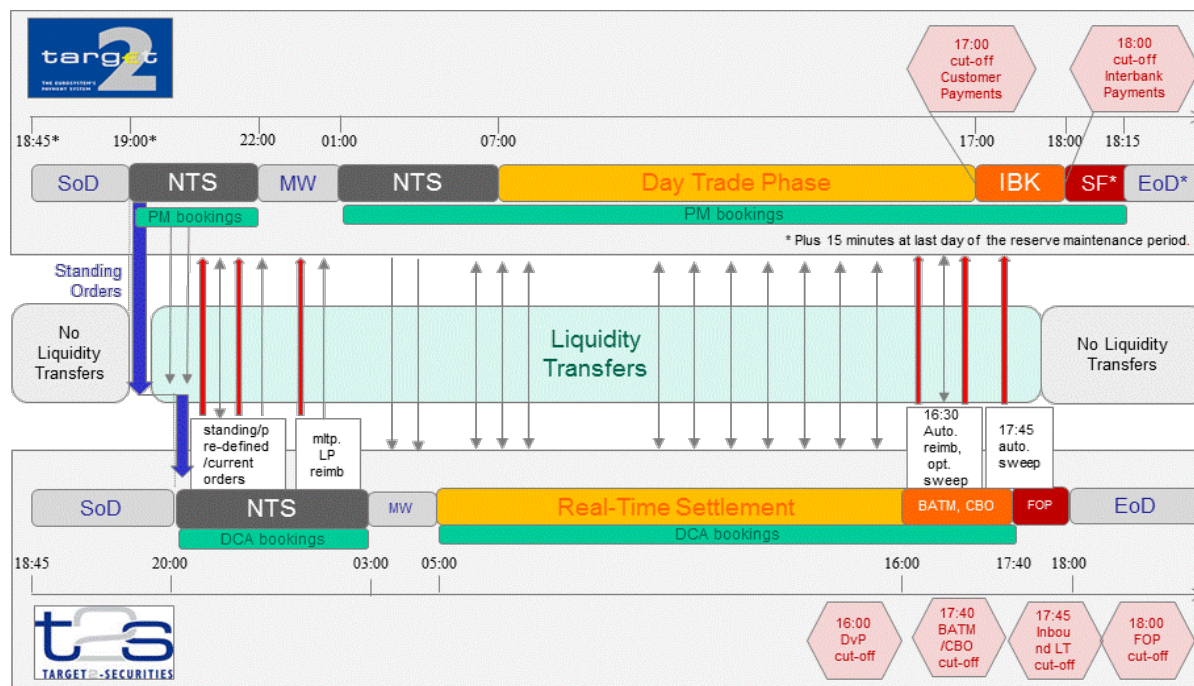 target
2
THE EUROSYSTEM'S
PAYMENT SYSTEM
17:00
cut-off
Customer
Payments
18:00
cut-off
Interbank
Payments
18:45*
19:00*
22:00
01:00
07:00
17:00
18:00
18:15
SoD
NTS
MW
NTS
Day Trade Phase
IBK
SF*
EoD*
PM bookings
PM bookings
* Plus 15 minutes at last day of the reserve maintenance period.
Standing
Orders
No
Liquidity
Transfers
Liquidity
Transfers
No Liquidity
Transfers
standing/p
re-defined
/current
orders
mltp.
LP
reimb
16:30
Auto.
reimb,
opt.
sweep
17:45
auto.
sweep
SoD
NTS
MW
Real-Time Settlement
BATM, CBO
FOP
EoD
DCA bookings
DCA bookings
18:45
20:00
03:00
05:00
16:00
17:40
18:00
t2s
TARGET2-SECURITIES
16:00
DvP
cut-off
17:40
BATM
/CBO
cut-off
17:45
Inbou
nd LT
cut-off
18:00
FOP
cut-off